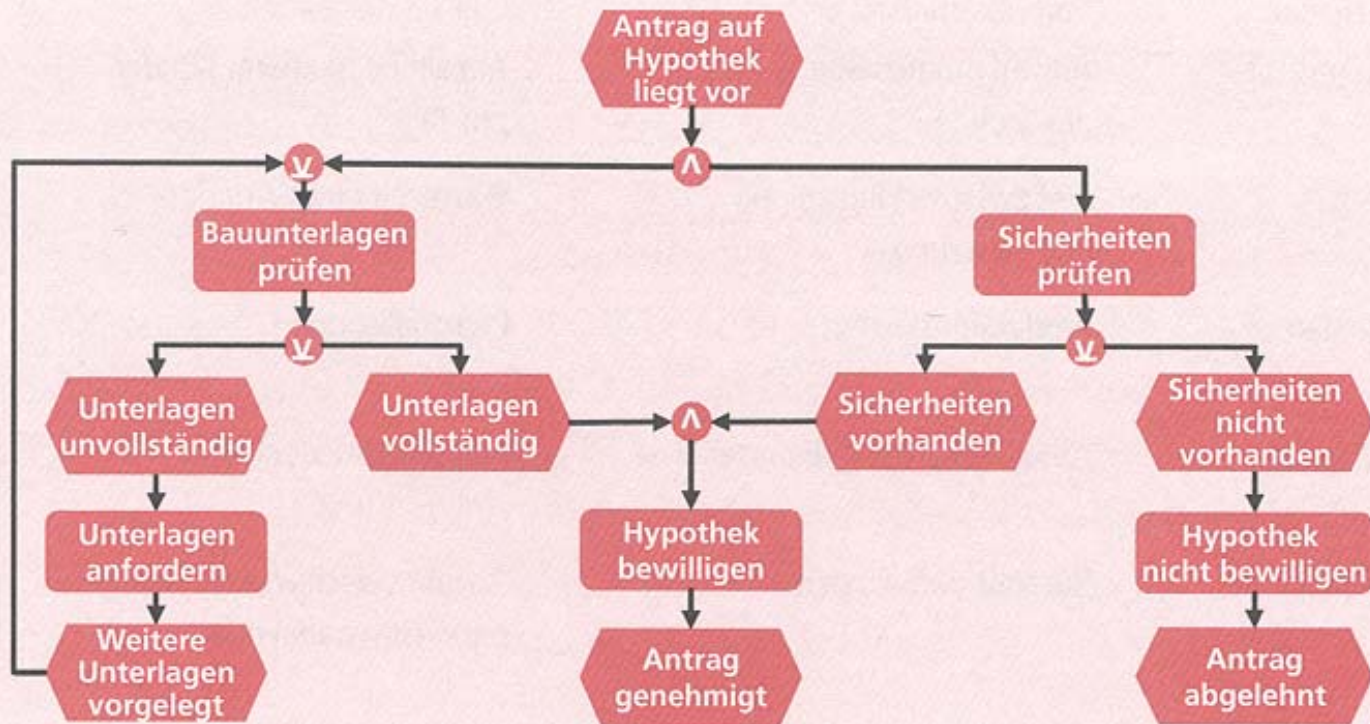 Antrag auf
Hypothek
liegt vor
V
Λ
Bauunterlagen
prüfen
Sicherheiten
prüfen
V
V
Unterlagen
unvollständig
Unterlagen
vollständig
Λ
Sicherheiten
vorhanden
Sicherheiten
nicht
vorhanden
Unterlagen
anfordern
Hypothek
bewilligen
Hypothek
nicht bewilligen
Weitere
Unterlagen
vorgelegt
Antrag
genehmigt
Antrag
abgelehnt